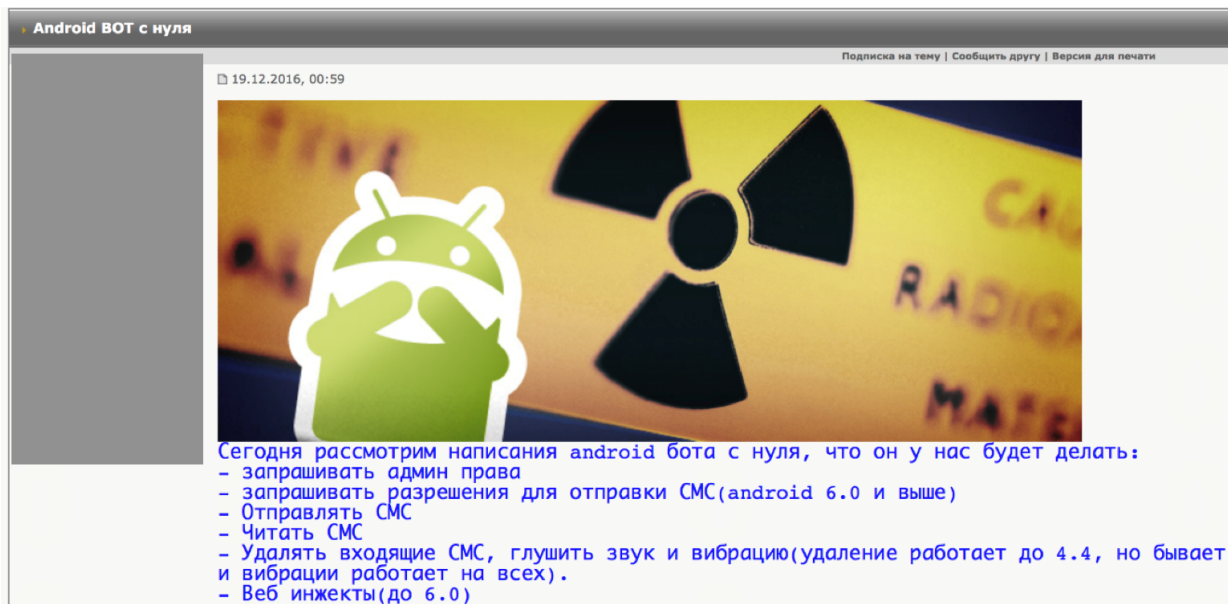 Android BOT с нуля
Подписка на тему | Сообщить другу | Версия для печати
19.12.2016, 00:59
RADIO
MATE
Сегодня рассмотрим написания android бота с нуля, что он у нас будет делать:
- запрашивать админ права
- запрашивать разрешения для отправки СМС(android 6.0 и выше)
- Отправлять СМС
- Читать СМС
- Удалять входящие СМС, глушить звук и вибрацию(удаление работает до 4.4, но бывает
и вибрации работает на всех).
- Веб инжекты(до 6.0)